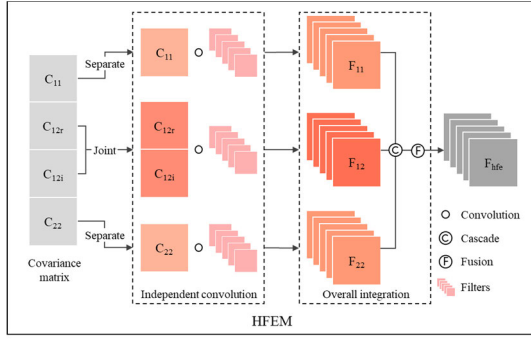 C11
C12r
C12i
C22
Covariance
matrix
Separate
Joint
Separate
C11
C12r
C12i
C22
Independent convolution
F11
F12
F22
Overall integration
C
F
Fhfe
Convolution
C Cascade
F Fusion
Filters
HFEM